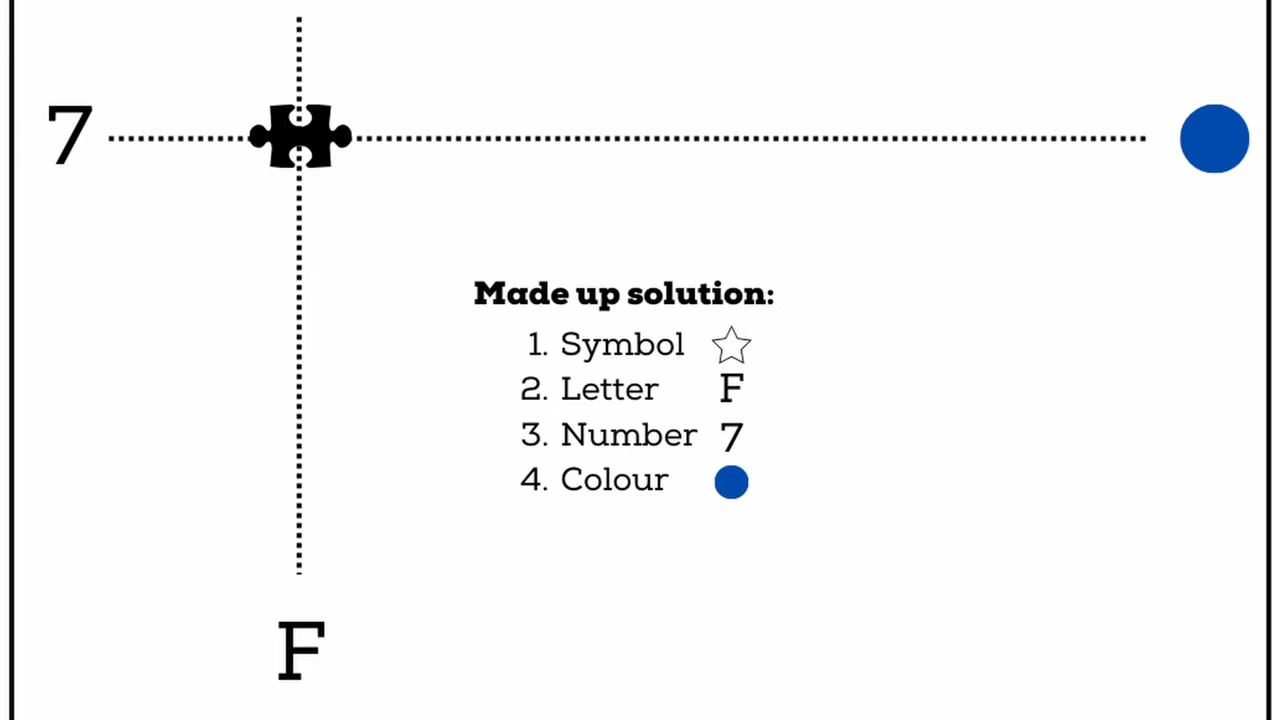 7
Made up solution:
1. Symbol
2. Letter F
3. Number 7
4. Colour
F